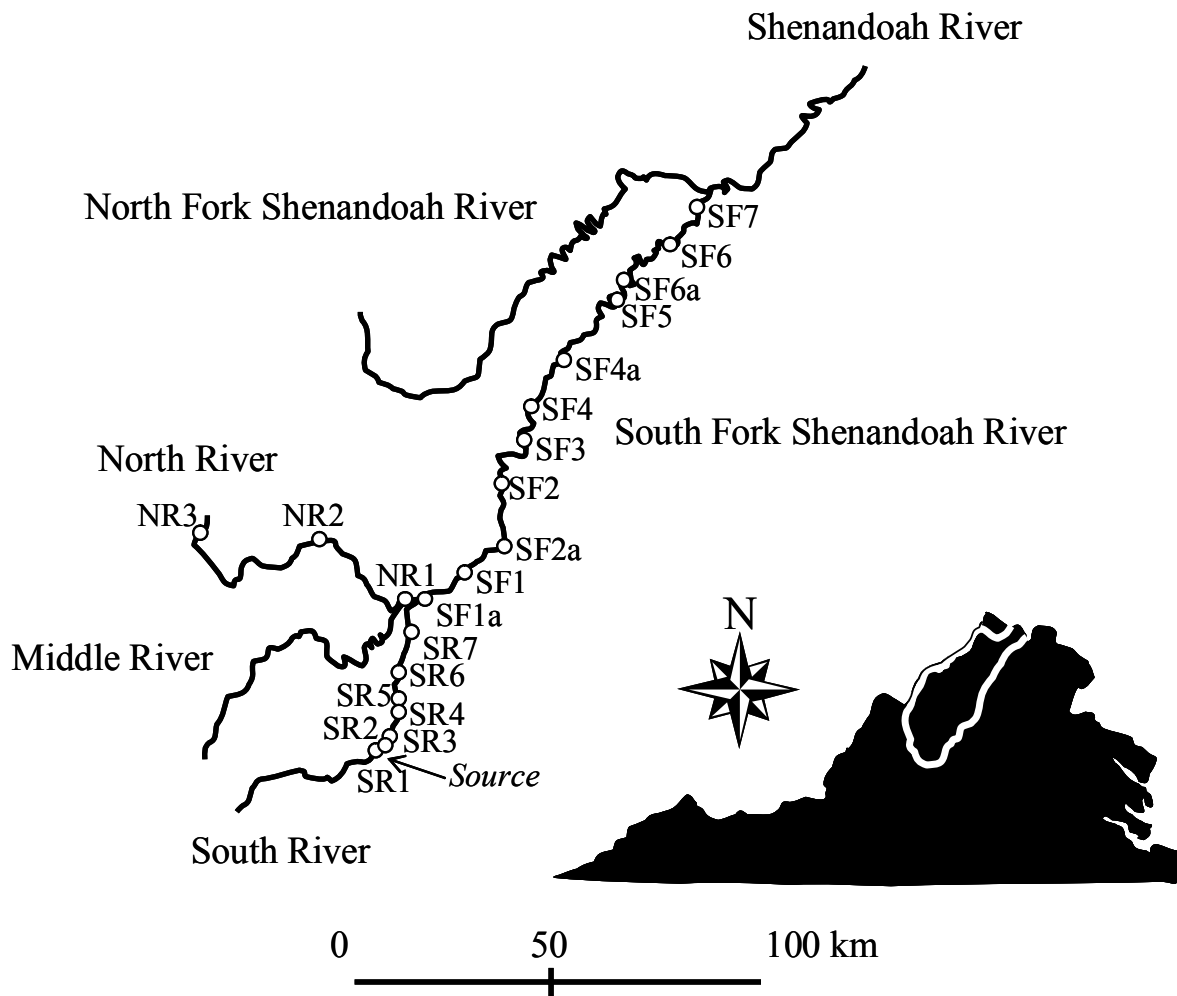 Shenandoah River
North Fork Shenandoah River
SF7
SF6
SF6a
SF5
SF4a
SF4
South Fork Shenandoah River
SF3
North River
SF2
NR3
NR2
SF2a
NR1
SF1
SF1a
Middle River
SR7
SR6
SR5
SR4
SR2
SR3
SR1
Source
South River
N
0
50
100 km